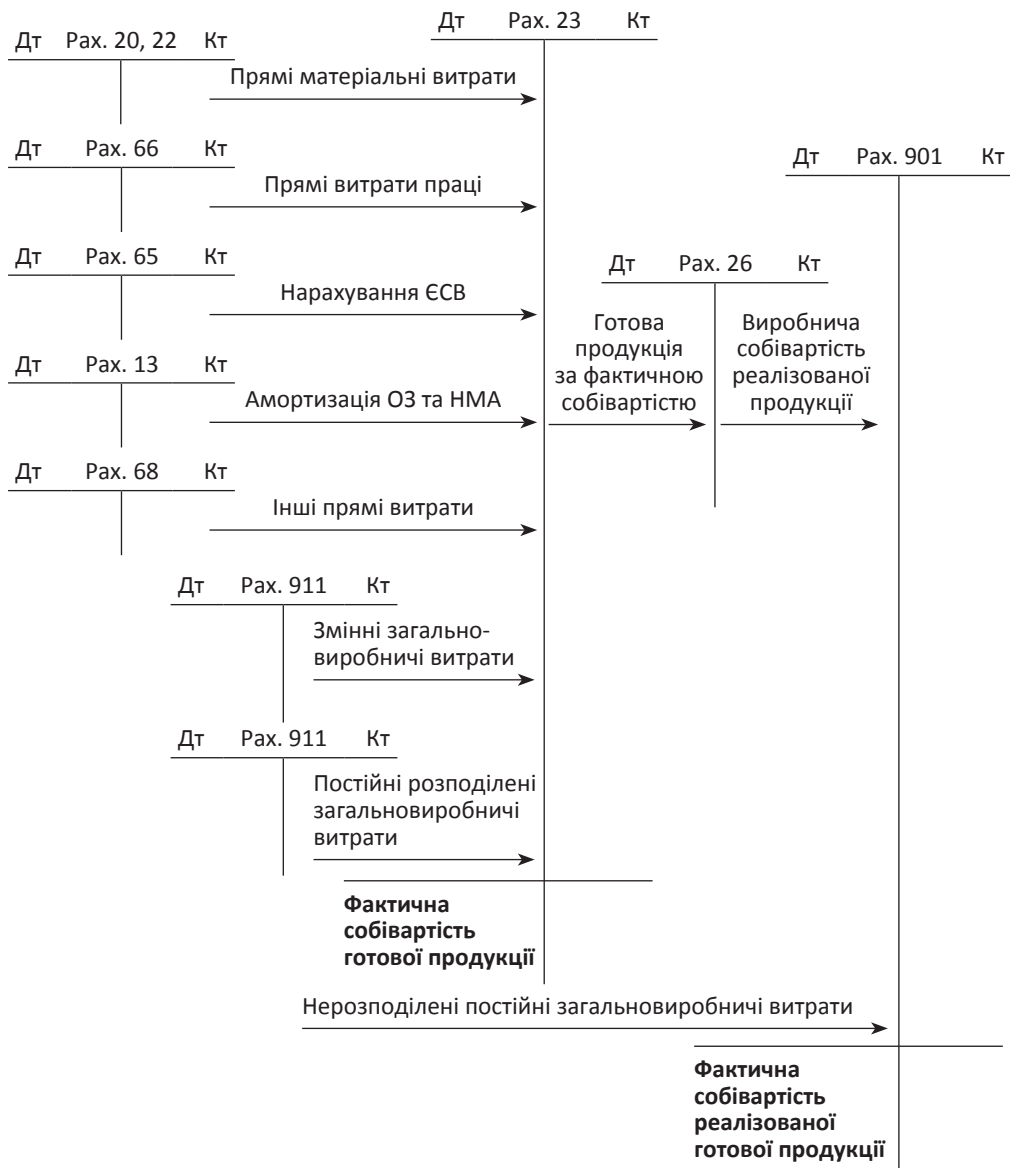 Дт Рах. 23 Кт
Дт Рах. 20, 22 Кт
Прямі матеріальні витрати
Дт Рах. 66 Кт
Дт Рах. 901 Кт
Прямі витрати праці
Дт Рах. 65 Кт
Дт Рах. 26 Кт
Нарахування ЄСВ
Готова
продукція
за фактичною
собівартістю
Виробнича
собівартість
реалізованої
продукції
Дт Рах. 13 Кт
Амортизація ОЗ та НМА
Дт Рах. 68 Кт
Інші прямі витрати
Дт Рах. 911 Кт
Змінні загально-
виробничі витрати
Дт Рах. 911 Кт
Постійні розподілені
загальновиробничі
витрати
Фактична
собівартість
готової продукції
Нерозподілені постійні загальновиробничі витрати
Фактична
собівартість
реалізованої
готової продукції